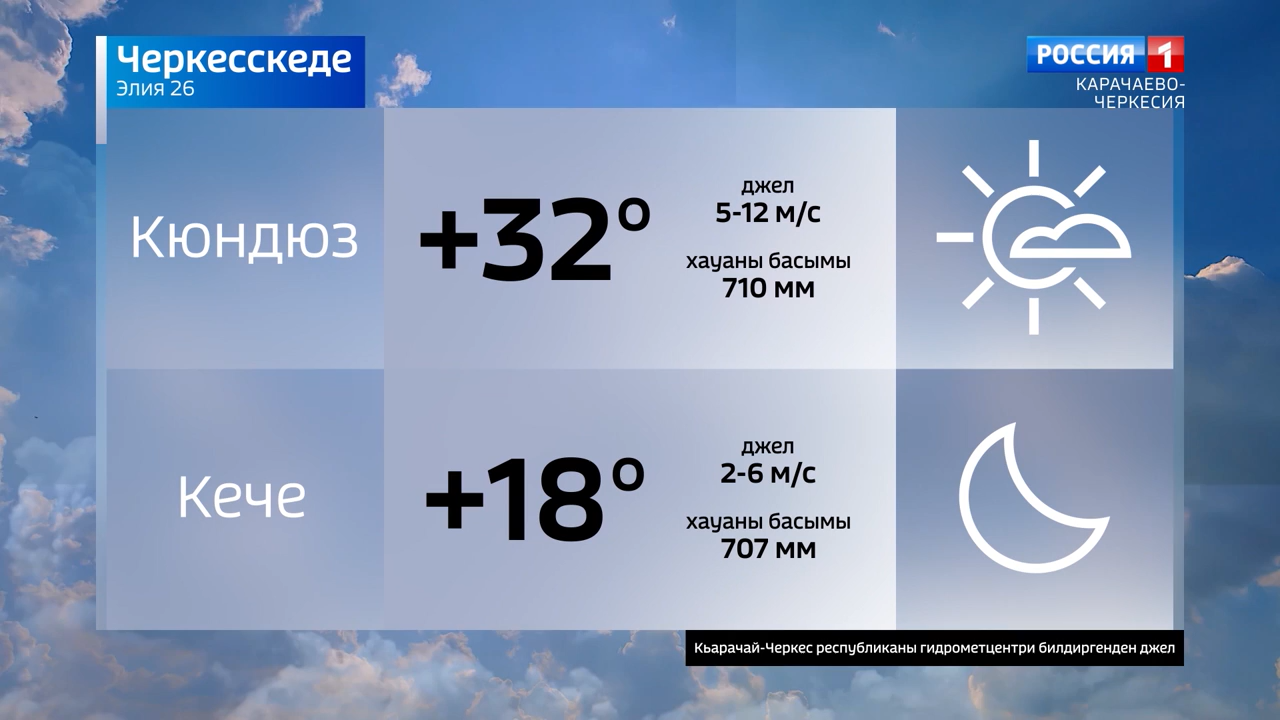 Черкесскеде
Элия 26
РОССИЯ 1
КАРАЧАЕВО-
ЧЕРКЕСИЯ
Кюндюз
+32°
джел
5-12 м/с
хауаны басымы
710 мм
Кече
+18°
джел
2-6 м/с
хауаны басымы
707 мм
Кьарачай-Черкес республиканы гидрометцентри билдиргенден джел